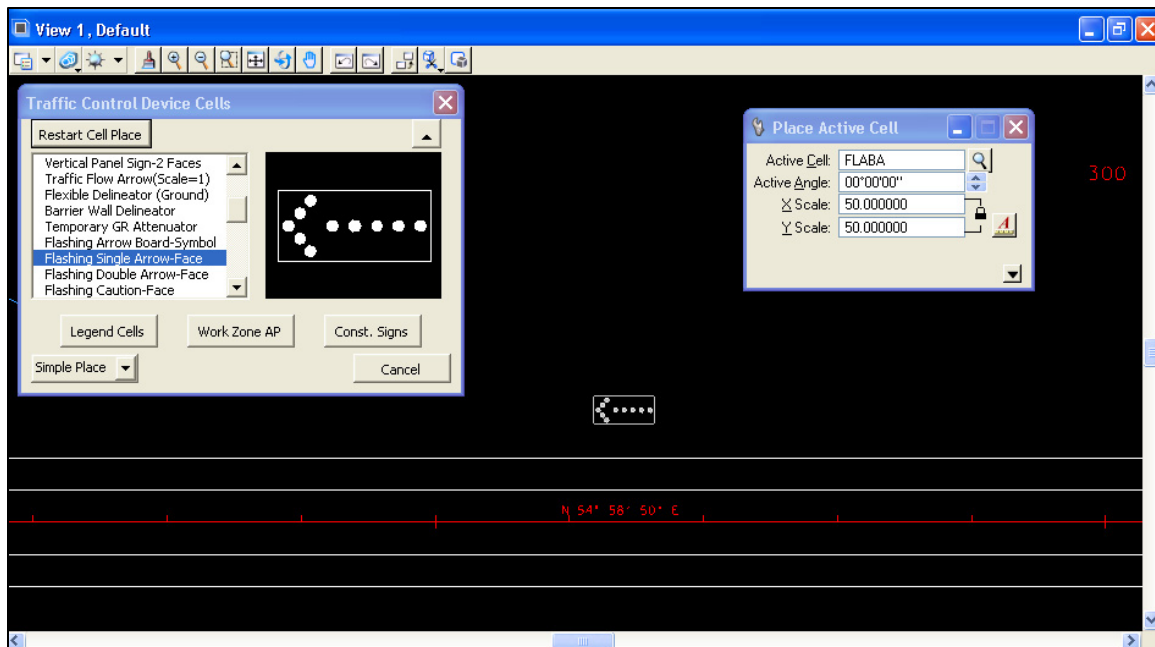 View 1, Default
Traffic Control Device Cells
Restart Cell Place
Vertical Panel Sign-2 Faces
Traffic Flow Arrow(Scale=1)
Flexible Delineator (Ground)
Barrier Wall Delineator
Temporary GR Attenuator
Flashing Arrow Board-Symbol
Flashing Single Arrow-Face
Flashing Double Arrow-Face
Flashing Caution-Face
Legend Cells
Work Zone AP
Const. Signs
Simple Place
Cancel
Place Active Cell
Active Cell: FLABA
Active Angle: 00°00'00"
X Scale: 50.000000
Y Scale: 50.000000
A
300
N 54° 58' 50" E